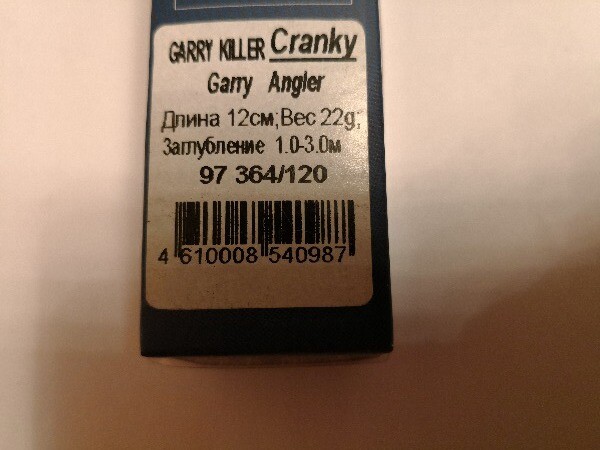 GARRY KILLER Cranky
Garry Angler
Длина 12см;Вес 22g;
Заглубление 1.0-3.0м
97 364/120
4 610008 540987